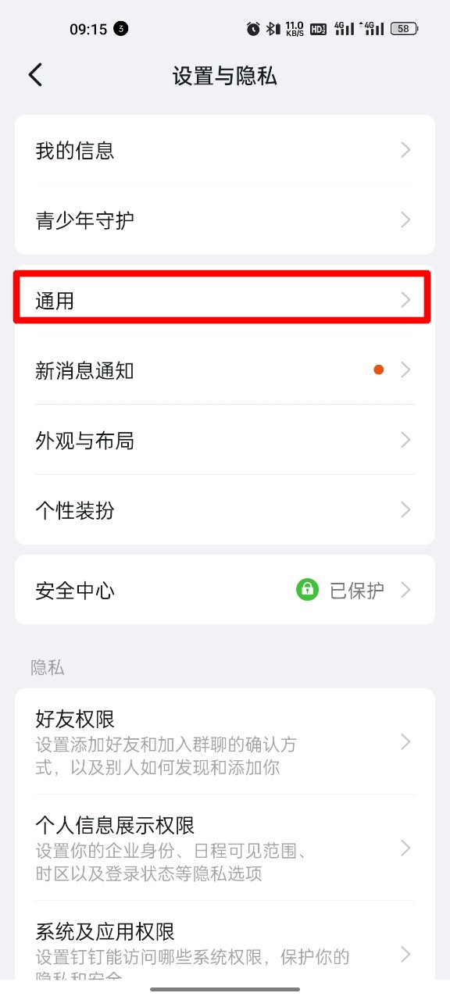 09:15 3 11.0 KB/S HD2 4G 4G 58
设置与隐私
我的信息
青少年守护
通用
新消息通知
外观与布局
个性装扮
安全中心 已保护
隐私
好友权限
设置添加好友和加入群聊的确认方
式，以及别人如何发现和添加你
个人信息展示权限
设置你的企业身份、日程可见范围、
时区以及登录状态等隐私选项
系统及应用权限
设置钉钉能访问哪些系统权限，保护你的
隐私和安全